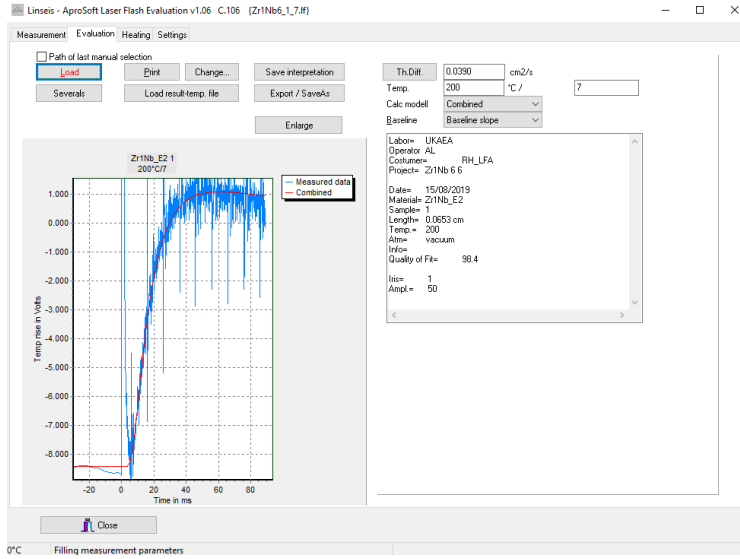 Linseis - AproSoft Laser Flash Evaluation v1.06 C.106 {Zr1Nb6_1_7.lf}
Measurement Evaluation Heating Settings
Path of last manual selection
Load Print Change... Save interpretation
Severals Load result-temp. file Export / SaveAs
Enlarge
Th.Diff. 0.0390 cm2/s
Temp. 200 °C / 7
Calc modell Combined
Baseline Baseline slope
Zr1Nb_E2 1
200°C/7
Measured data
Combined
1.000
0.000
-1.000
-2.000
-3.000
-4.000
-5.000
-6.000
-7.000
-8.000
Temp rise in Volts
-20 0 20 40 60 80
Time in ms
Labor= UKAEA
Operator AL
Costumer= RH_LFA
Project= Zr1Nb 6 6
Date= 15/08/2019
Material= Zr1Nb_E2
Sample= 1
Length= 0.0653 cm
Temp.= 200
Atm= vacuum
Info=
Quality of Fit= 98.4
Iris= 1
Ampl.= 50
Close
0°C Filling measurement parameters